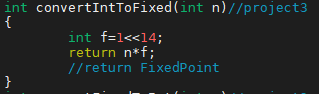 int convertIntToFixed(int n)//project3
{
int f=1<<14;
return n*f;
//return FixedPoint
}